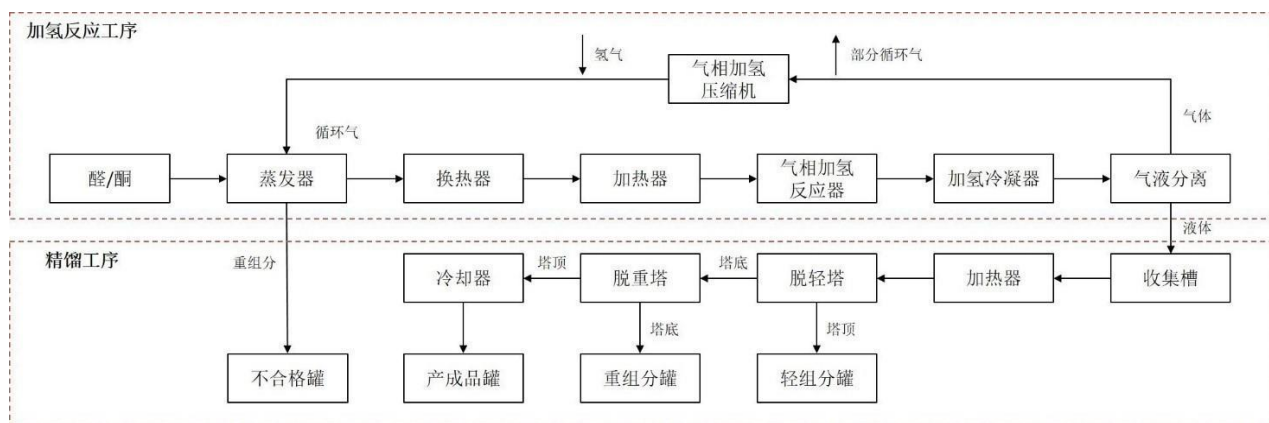 加氢反应工序
氢气
气相加氢
压缩机
部分循环气
循环气
气体
醛/酮
蒸发器
换热器
加热器
气相加氢
反应器
加氢冷凝器
气液分离
液体
精馏工序
重组分
冷却器
塔顶
脱重塔
塔底
脱轻塔
加热器
收集槽
塔底
塔顶
不合格罐
产成品罐
重组分罐
轻组分罐